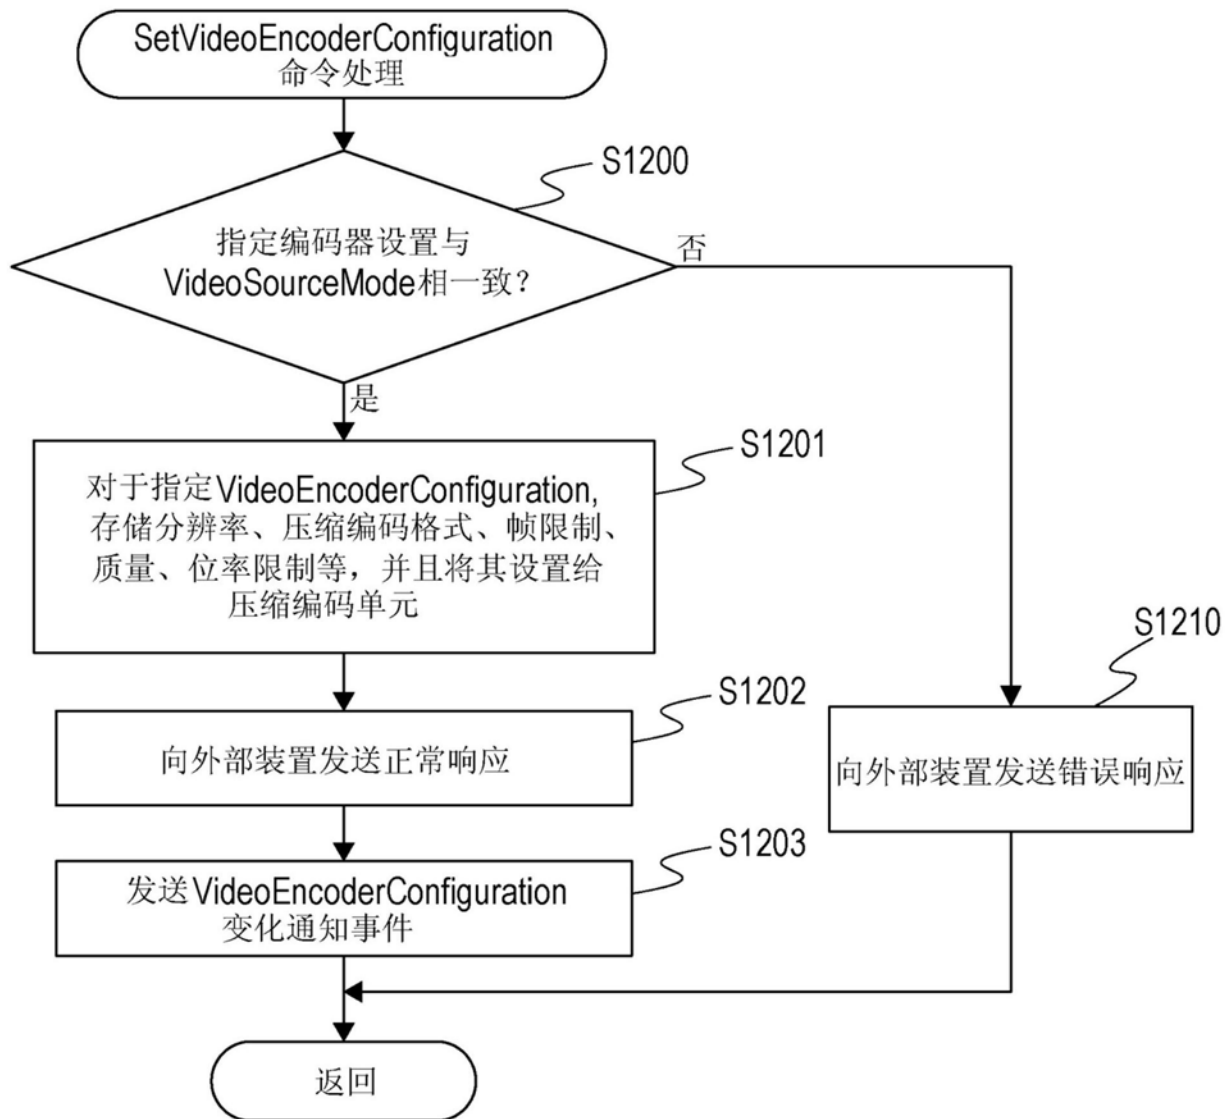 SetVideoEncoderConfiguration
命令处理
S1200
指定编码器设置与
VideoSourceMode相一致?
否
是
S1201
对于指定VideoEncoderConfiguration,
存储分辨率、压缩编码格式、帧限制、
质量、位率限制等，并且将其设置给
压缩编码单元
S1210
S1202
向外部装置发送正常响应
向外部装置发送错误响应
S1203
发送VideoEncoderConfiguration
变化通知事件
返回